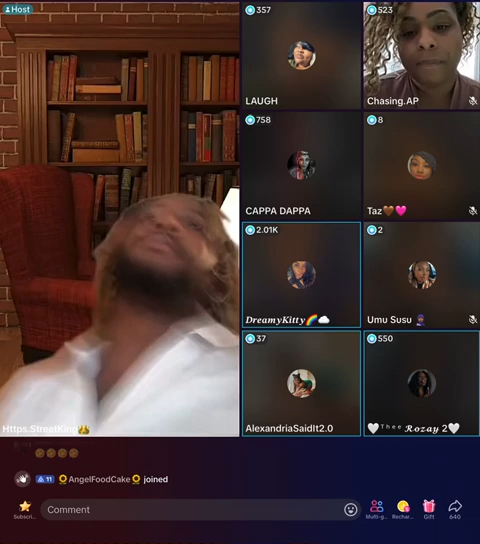 Host
357
LAUGH
523
Chasing.AP
758
CAPPA DAPPA
8
Taz🤎💗
2.01K
𝑫𝒓𝒆𝒂𝒎𝒚𝑲𝒊𝒕𝒕𝒚🌈☁️
2
Umu Susu
37
AlexandriaSaidIt2.0
550
🤍ᵀʰᵉᵉ 𝓡𝓸𝔃𝓪𝔂 2🤍
Https.StreetKing👑
11 🌻AngelFoodCake🌻 joined
Subscri...
Comment
Multi-g...
Rechar...
Gift
640